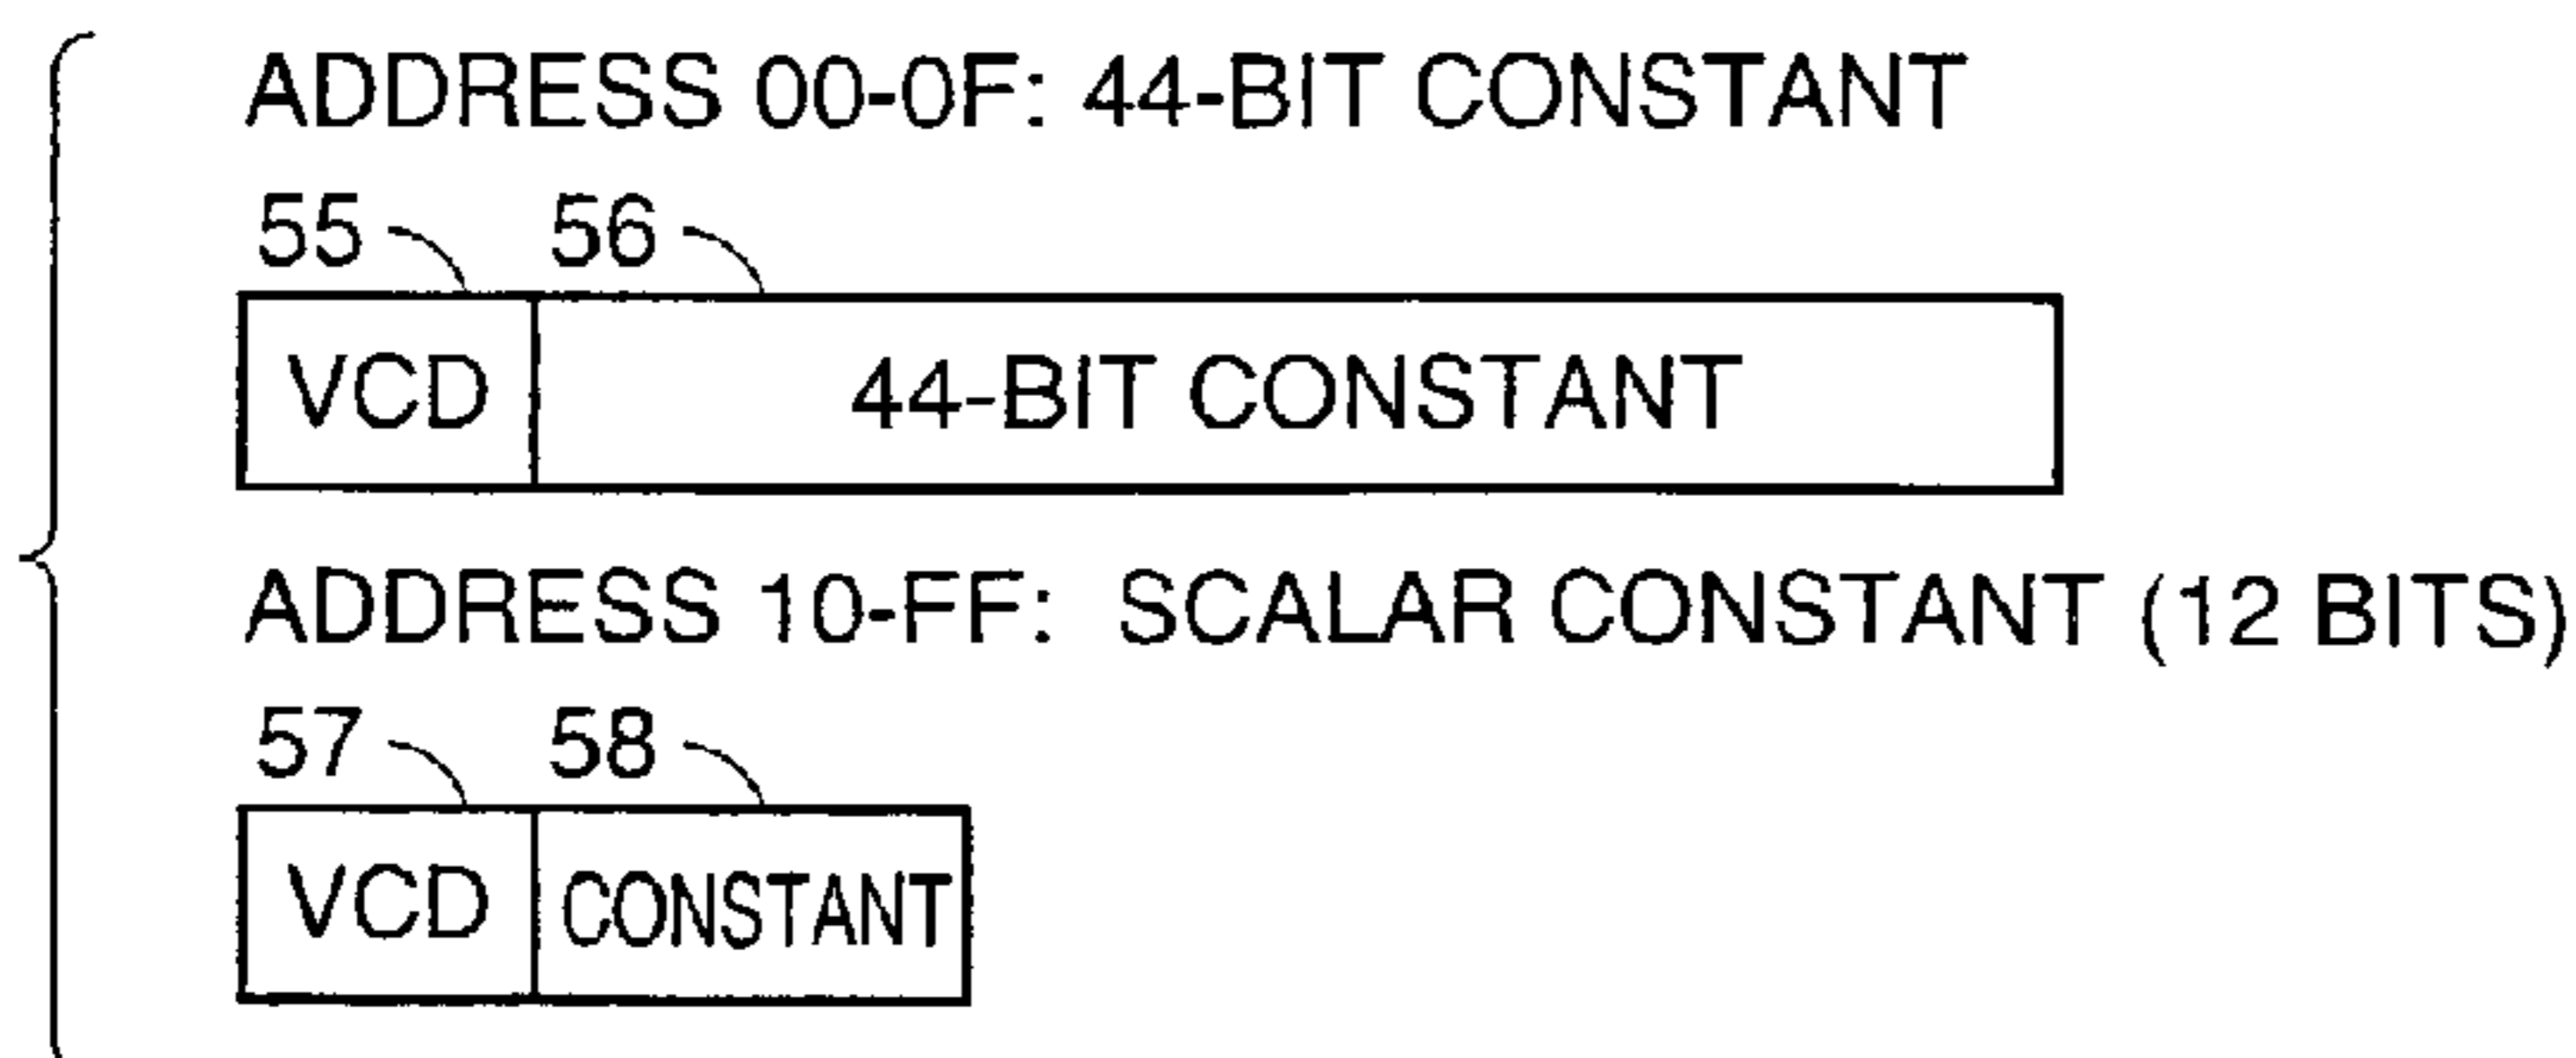 ADDRESS 00-0F: 44-BIT CONSTANT
55 56
VCD 44-BIT CONSTANT
ADDRESS 10-FF: SCALAR CONSTANT (12 BITS)
57 58
VCD CONSTANT